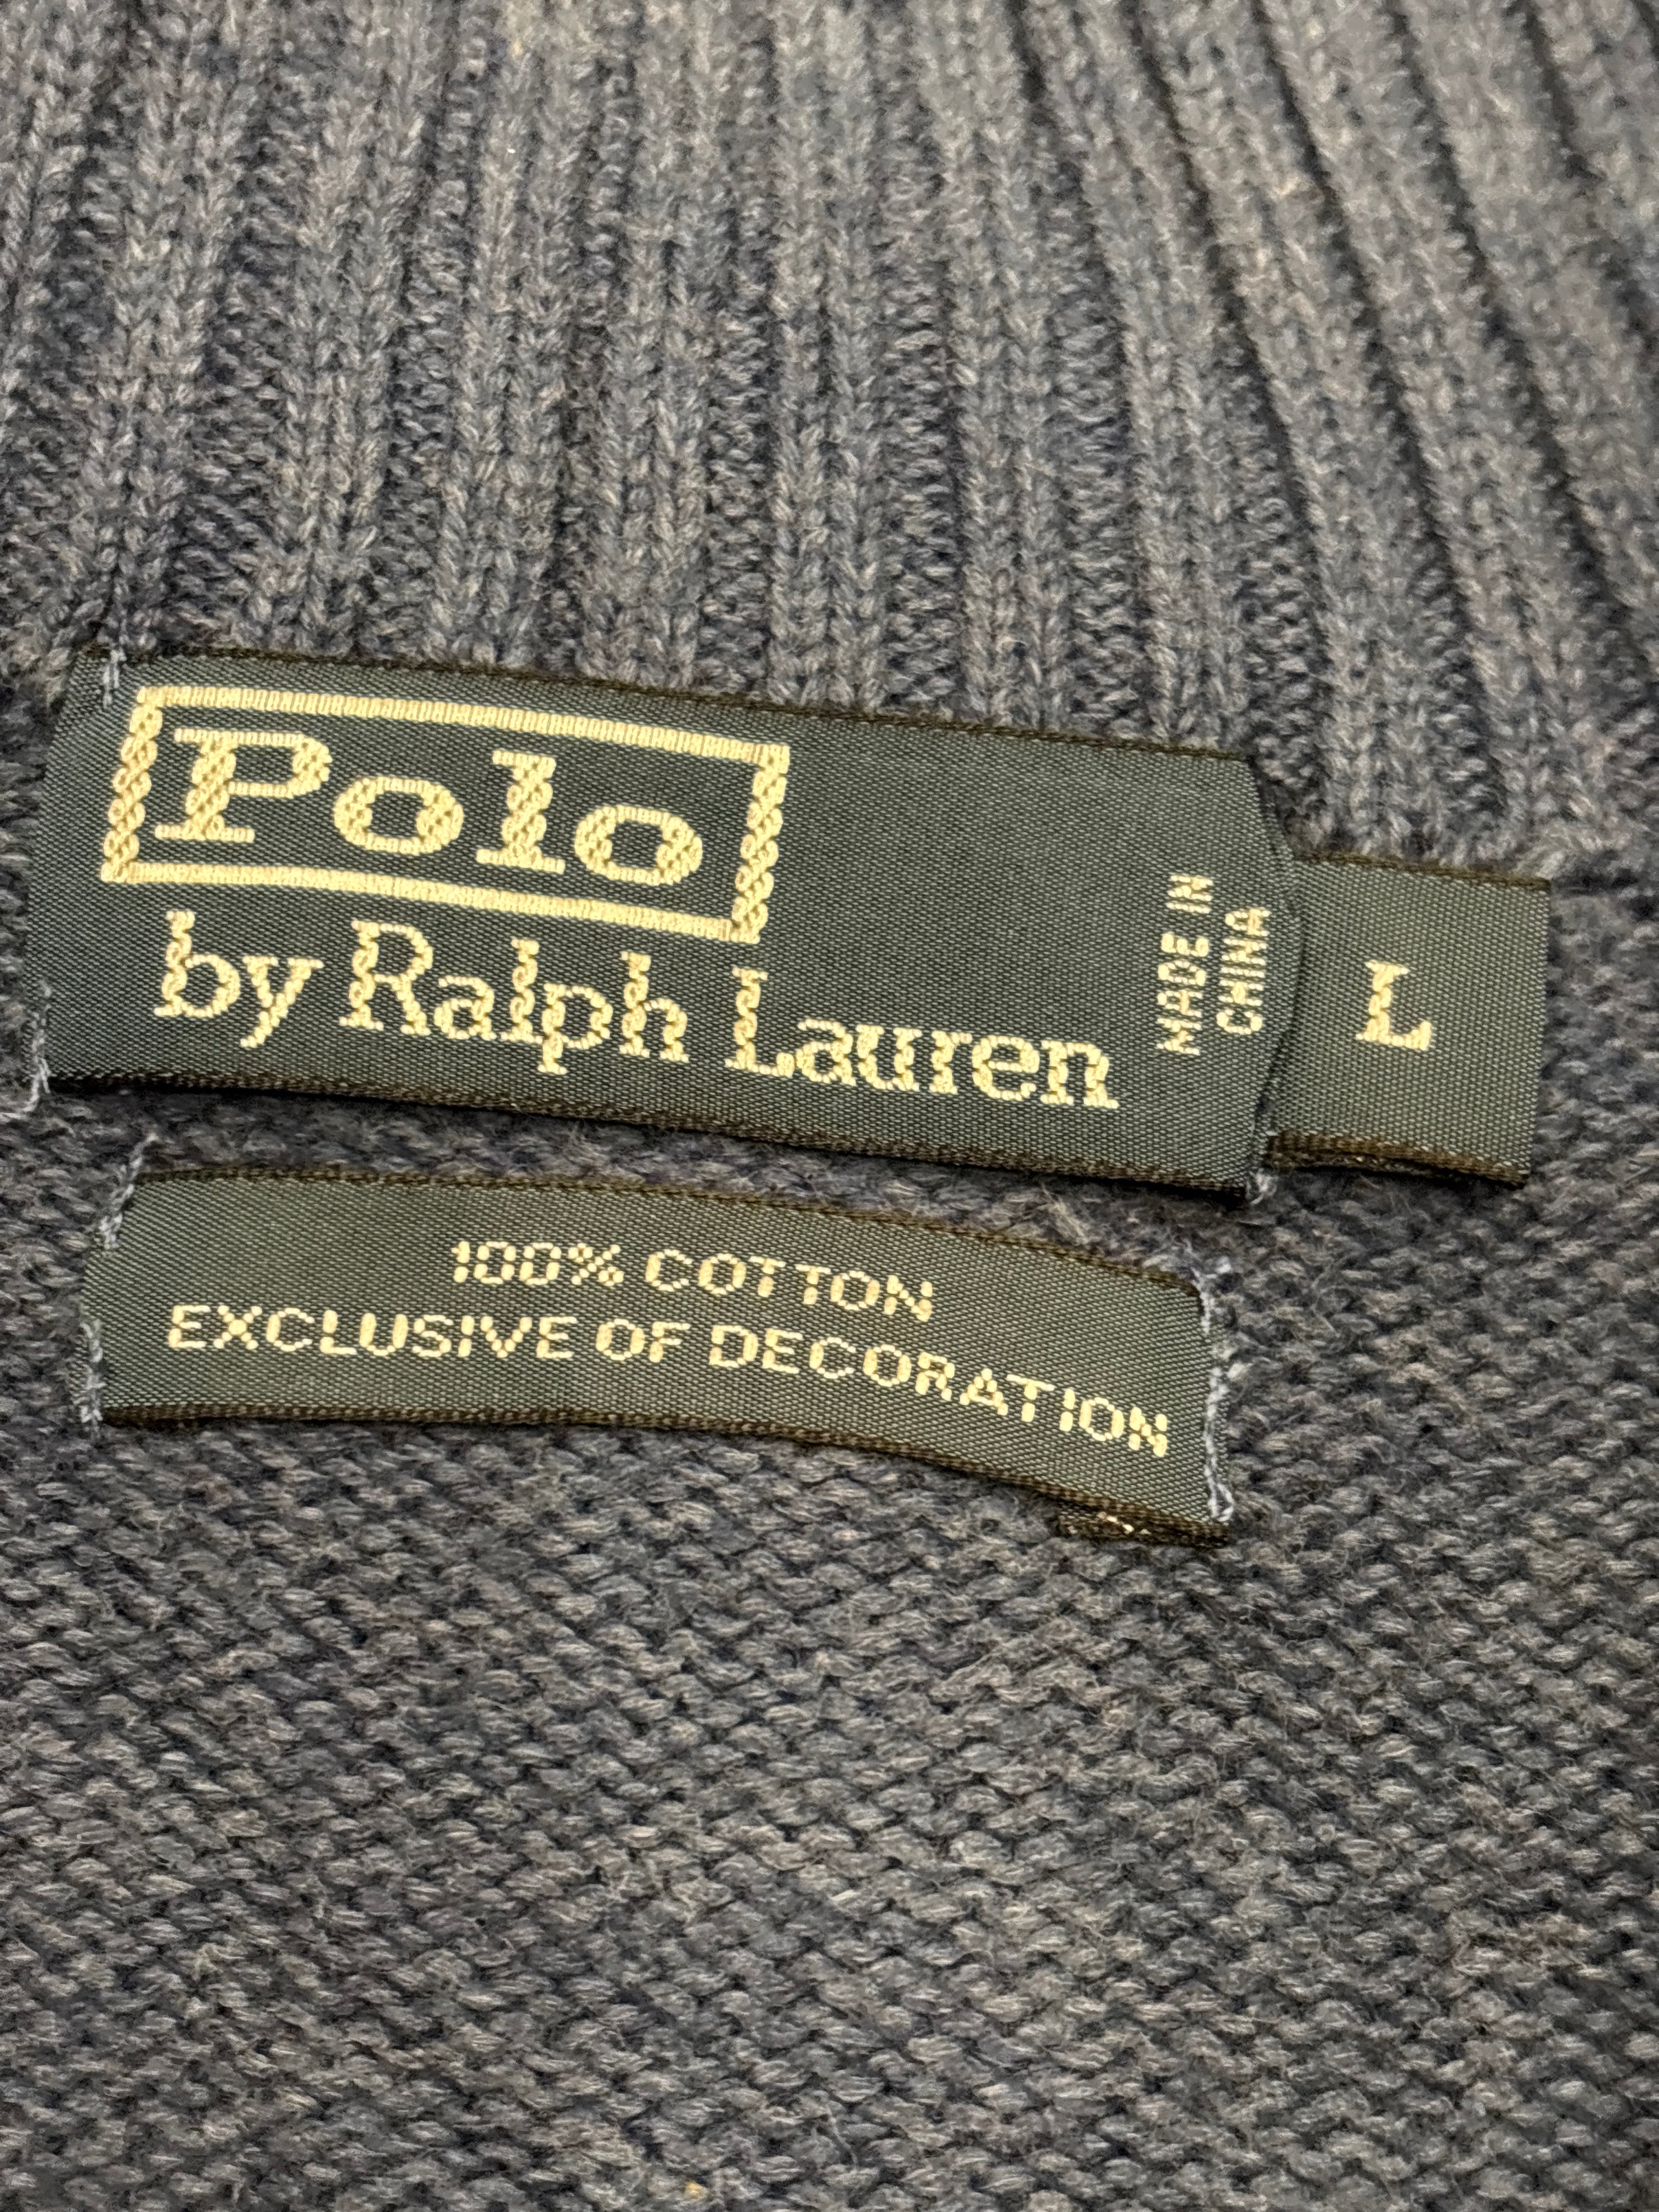 Polo
by Ralph Lauren
MADE IN
CHINA
L
100% COTTON
EXCLUSIVE OF DECORATION